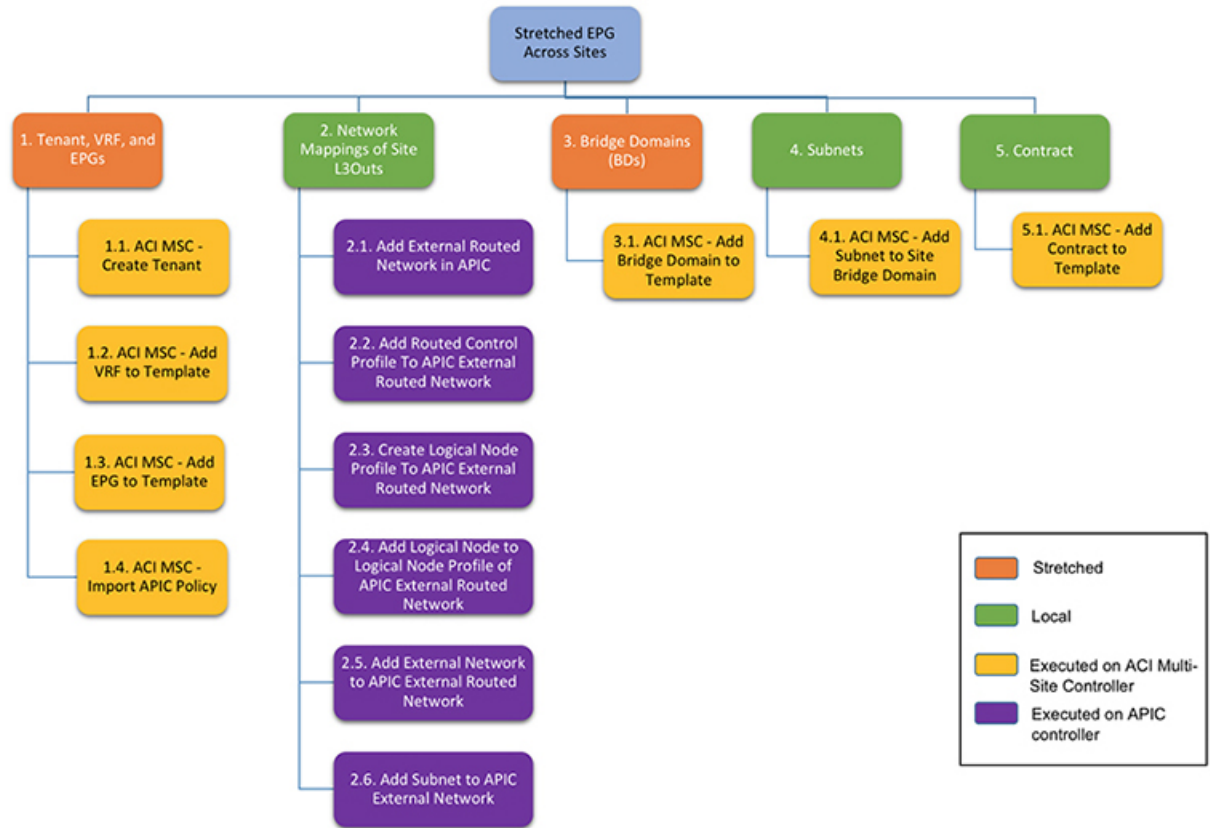 Stretched EPG
Across Sites
1. Tenant, VRF, and
EPGs
2. Network
Mappings of Site
L3Outs
3. Bridge Domains
(BDs)
4. Subnets
5. Contract
1.1. ACI MSC -
Create Tenant
1.2. ACI MSC - Add
VRF to Template
1.3. ACI MSC - Add
EPG to Template
1.4. ACI MSC -
Import APIC Policy
2.1. Add External Routed
Network in APIC
2.2. Add Routed Control
Profile To APIC External
Routed Network
2.3. Create Logical Node
Profile To APIC External
Routed Network
2.4. Add Logical Node to
Logical Node Profile of
APIC External Routed
Network
2.5. Add External Network
to APIC External Routed
Network
2.6. Add Subnet to APIC
External Network
3.1. ACI MSC - Add
Bridge Domain to
Template
4.1. ACI MSC - Add
Subnet to Site
Bridge Domain
5.1. ACI MSC - Add
Contract to
Template
Stretched
Local
Executed on ACI Multi-
Site Controller
Executed on APIC
controller